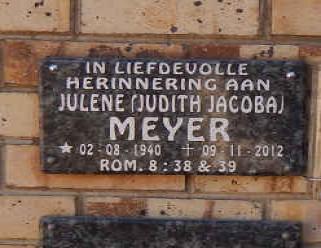 IN LIEFDEVOLLE
HERINNERING AAN
JULENE (JUDITH JACOBA)
MEYER
★ 02-08-1940 ✝ 09-11-2012
ROM. 8:38 & 39